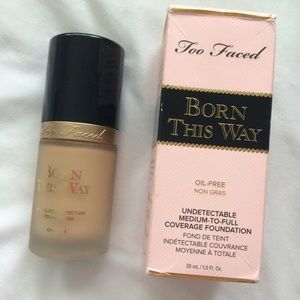 Too Faced
BORN
THIS WAY
FOUNDATION
Too Faced
BORN
THIS WAY
OIL-FREE
NON GRAS
UNDETECTABLE
MEDIUM-TO-FULL
COVERAGE FOUNDATION
FOND DE TEINT
INDÉTECTABLE COUVRANCE
MOYENNE À TOTALE
30 mL/1.0 fl. Oz.